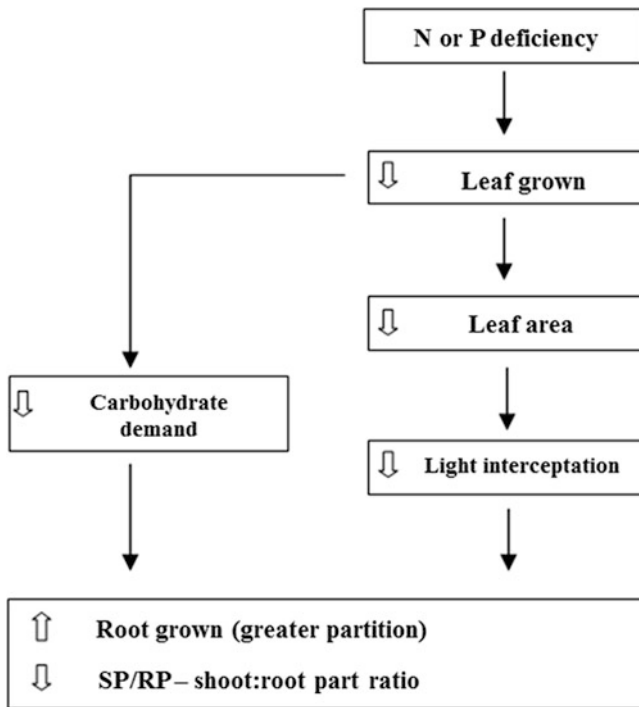 N or P deficiency
Leaf grown
Leaf area
Carbohydrate
demand
Light interceptation
Root grown (greater partition)
SP/RP – shoot:root part ratio